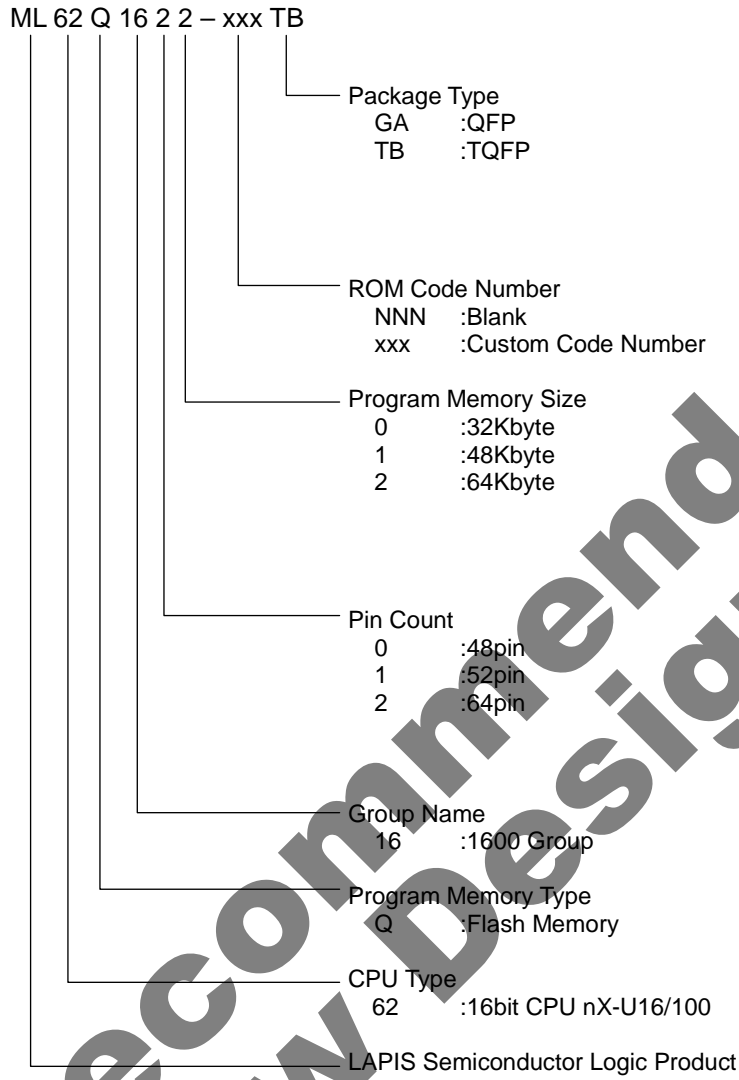 ML 62 Q 16 2 2 – xxx TB
Package Type
GA :QFP
TB :TQFP
ROM Code Number
NNN :Blank
xxx :Custom Code Number
Program Memory Size
0 :32Kbyte
1 :48Kbyte
2 :64Kbyte
Pin Count
0 :48pin
1 :52pin
2 :64pin
Group Name
16 :1600 Group
Program Memory Type
Q :Flash Memory
CPU Type
62 :16bit CPU nX-U16/100
LAPIS Semiconductor Logic Product